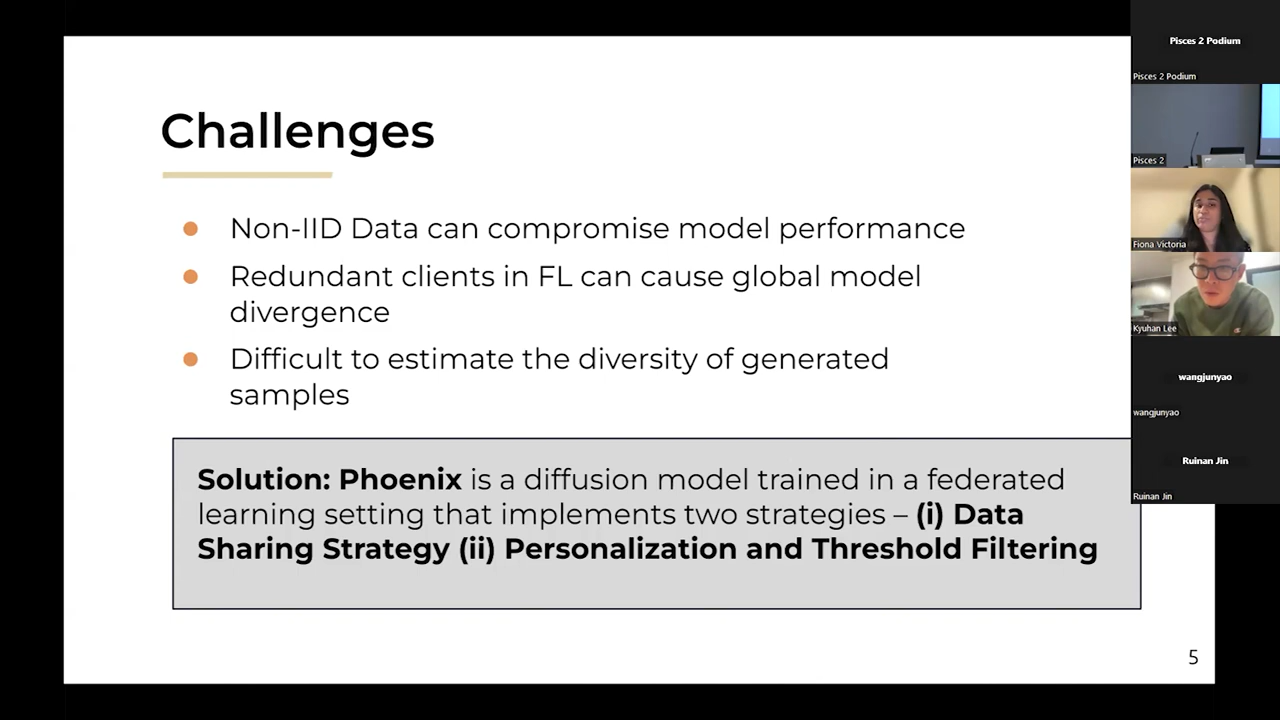 Challenges
Non-IID Data can compromise model performance
Redundant clients in FL can cause global model
divergence
Difficult to estimate the diversity of generated
samples
Solution: Phoenix is a diffusion model trained in a federated
learning setting that implements two strategies – (i) Data
Sharing Strategy (ii) Personalization and Threshold Filtering
5
Pisces 2 Podium
Pisces 2 Podium
Pisces 2
Fiona Victoria
Kyuhan Lee
wangjunyao
wangjunyao
Ruinan Jin
Ruinan Jin